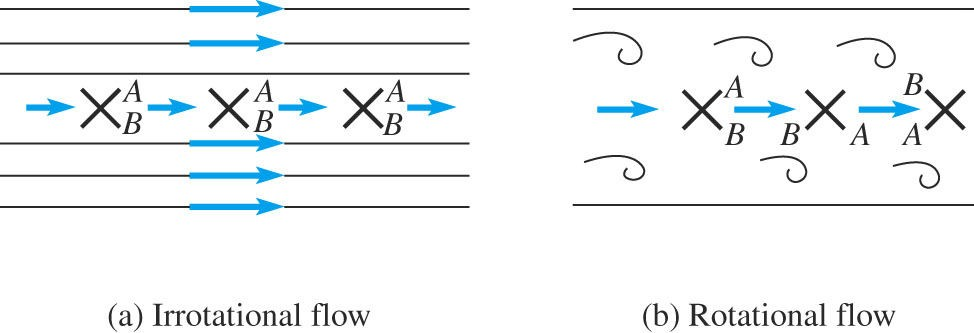 A A A
B B B
A B
B B A A
(a) Irrotational flow
(b) Rotational flow